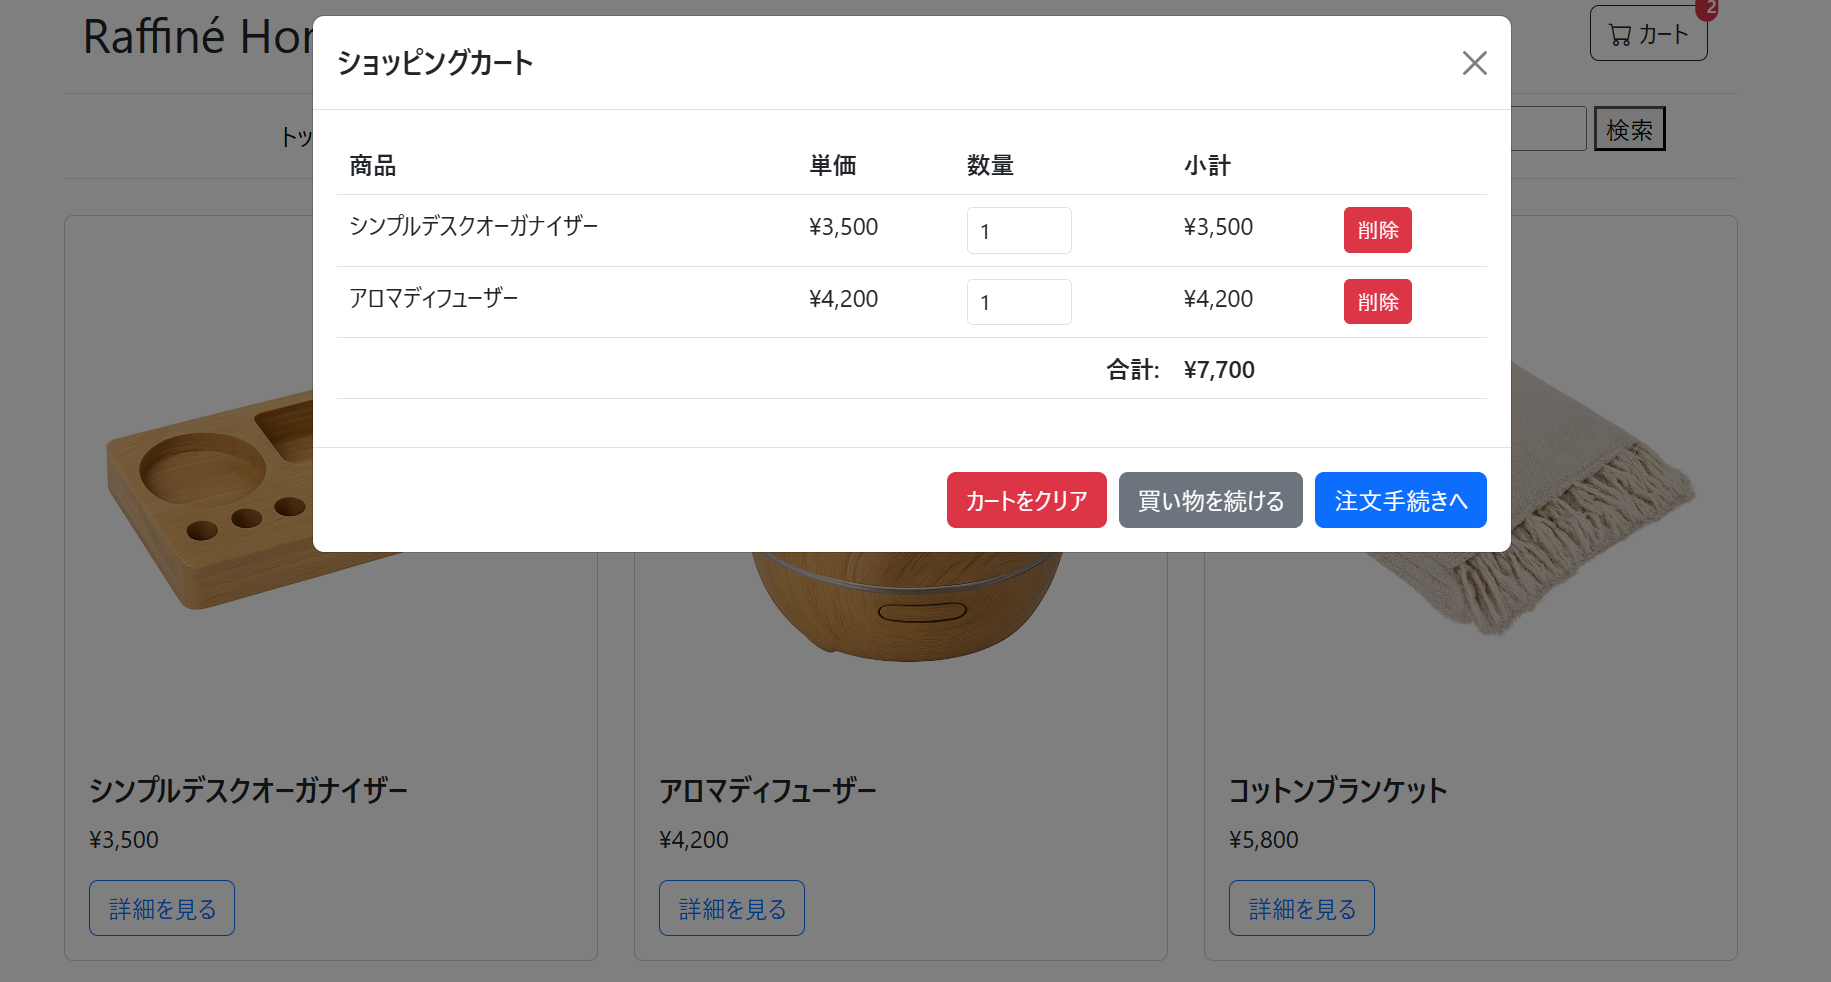 Raffiné Hor
カート
2
トッ
検索
ショッピングカート
商品 単価 数量 小計
シンプルデスクオーガナイザー ¥3,500 1 ¥3,500 削除
アロマディフューザー ¥4,200 1 ¥4,200 削除
合計: ¥7,700
カートをクリア 買い物を続ける 注文手続きへ
シンプルデスクオーガナイザー
¥3,500
詳細を見る
アロマディフューザー
¥4,200
詳細を見る
コットンブランケット
¥5,800
詳細を見る